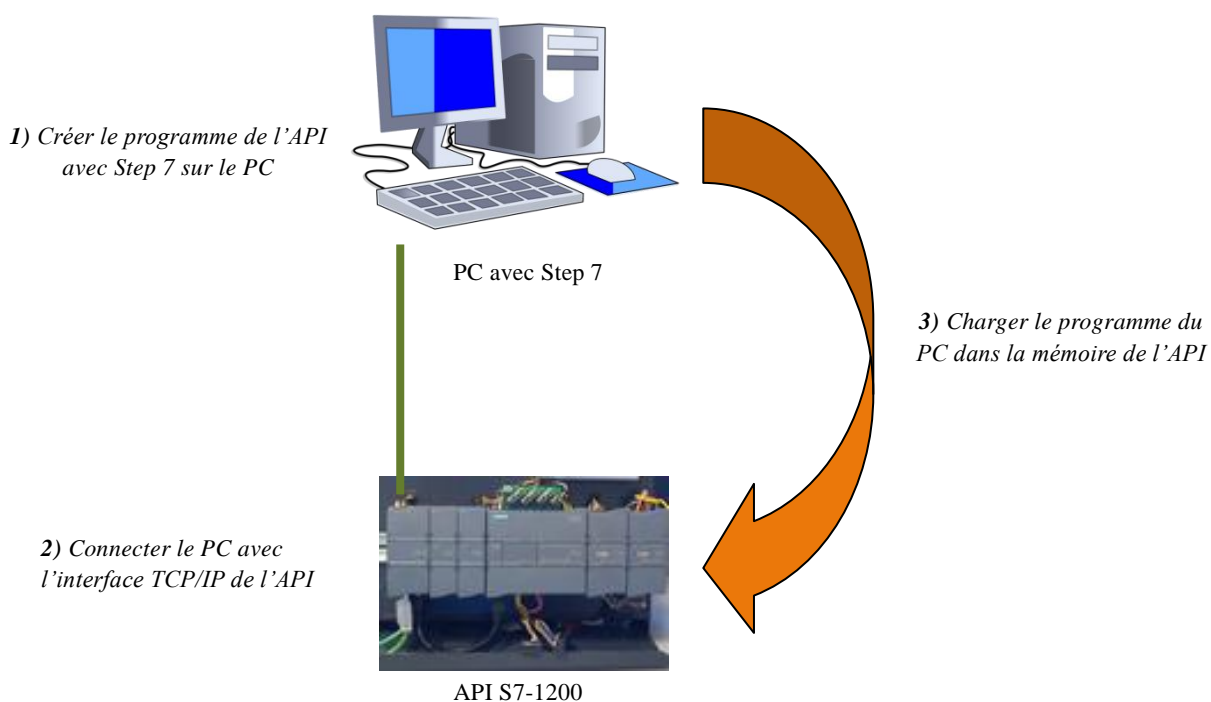 1) Créer le programme de l’API
avec Step 7 sur le PC
PC avec Step 7
3) Charger le programme du
PC dans la mémoire de l’API
2) Connecter le PC avec
l’interface TCP/IP de l’API
API S7-1200